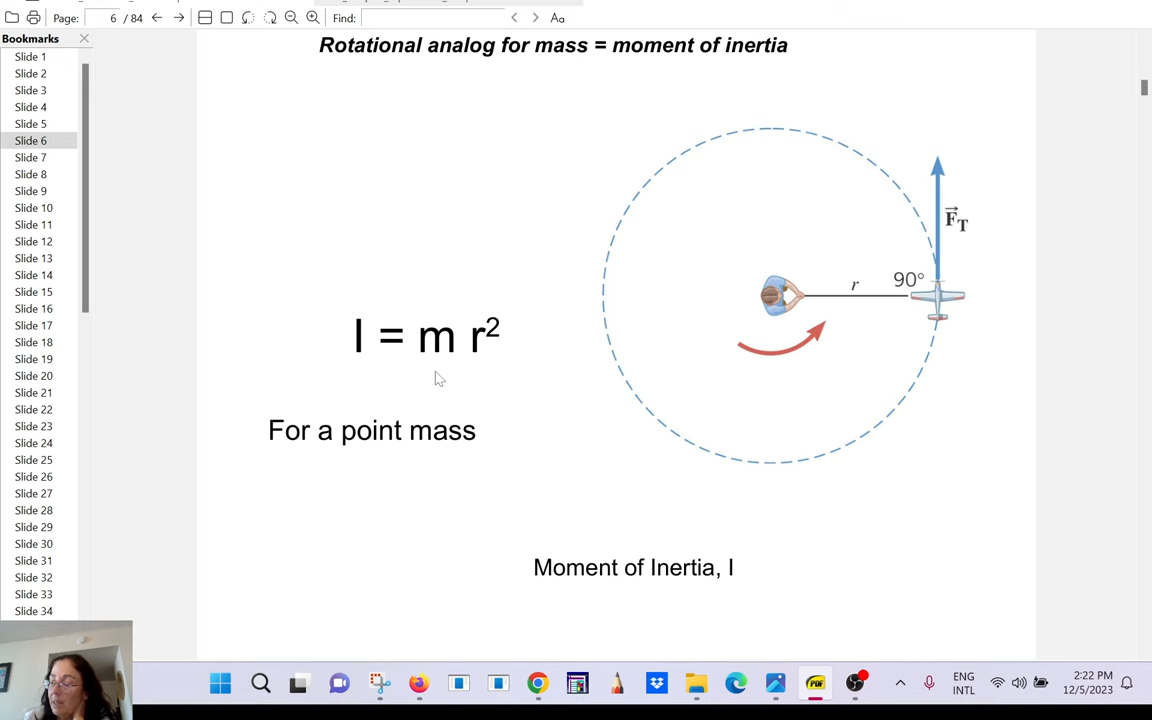 Page: 6 / 84 Find: Aa
Bookmarks
Slide 1
Slide 2
Slide 3
Slide 4
Slide 5
Slide 6
Slide 7
Slide 8
Slide 9
Slide 10
Slide 11
Slide 12
Slide 13
Slide 14
Slide 15
Slide 16
Slide 17
Slide 18
Slide 19
Slide 20
Slide 21
Slide 22
Slide 23
Slide 24
Slide 25
Slide 26
Slide 27
Slide 28
Slide 29
Slide 30
Slide 31
Slide 32
Slide 33
Slide 34
Rotational analog for mass = moment of inertia
F⃗T
r 90°
I = m r²
For a point mass
Moment of Inertia, I
ENG
INTL
2:22 PM
12/5/2023